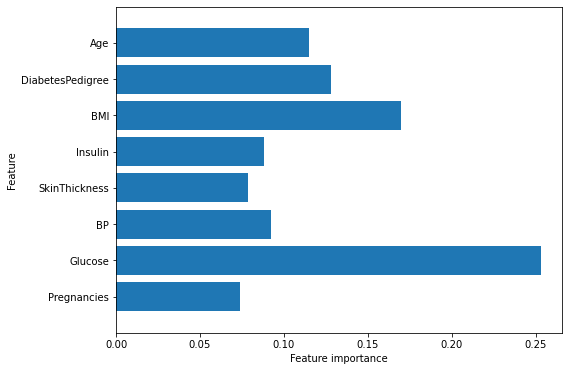 Feature
Age
DiabetesPedigree
BMI
Insulin
SkinThickness
BP
Glucose
Pregnancies
0.00 0.05 0.10 0.15 0.20 0.25
Feature importance